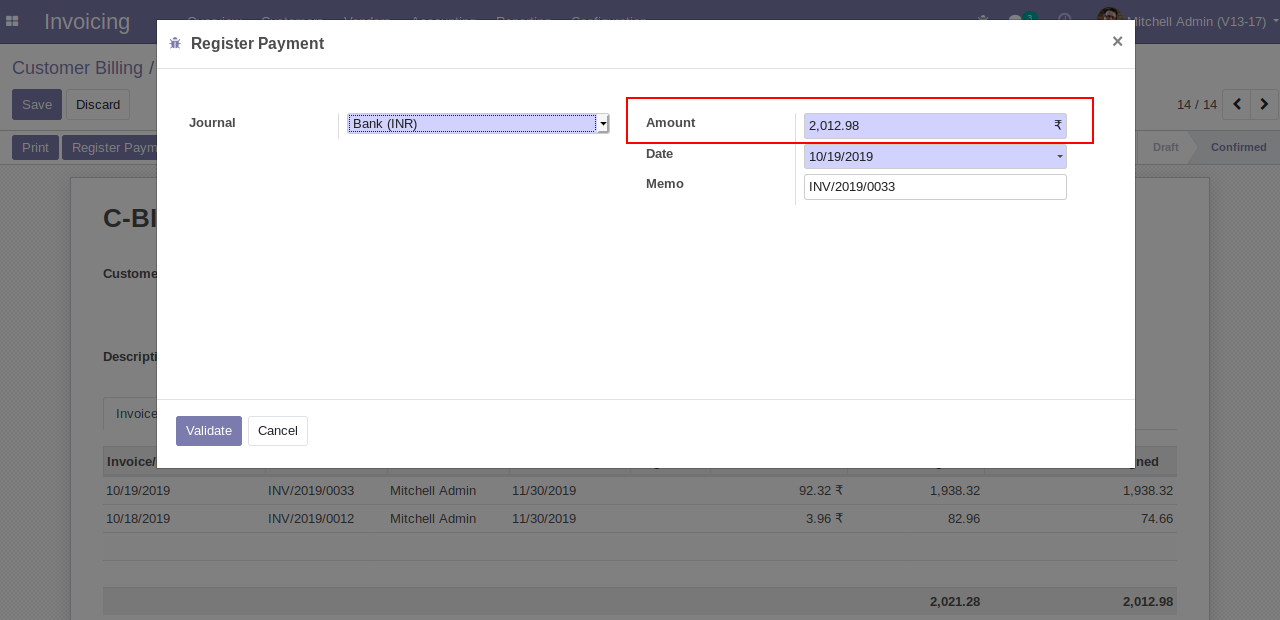 Invoicing Overview Customers Vendors Accounting Reporting Configuration 3 Mitchell Admin (V13-17)
Register Payment ×
Customer Billing /
Save Discard 14 / 14
Journal Bank (INR) Amount 2,012.98 ₹
Print Register Paym Draft Confirmed
Date 10/19/2019
Memo INV/2019/0033
C-BI
Custome
Descripti
Invoice
Validate Cancel
Invoice/ ned
10/19/2019 INV/2019/0033 Mitchell Admin 11/30/2019 92.32 ₹ 1,938.32 1,938.32
10/18/2019 INV/2019/0012 Mitchell Admin 11/30/2019 3.96 ₹ 82.96 74.66
2,021.28 2,012.98